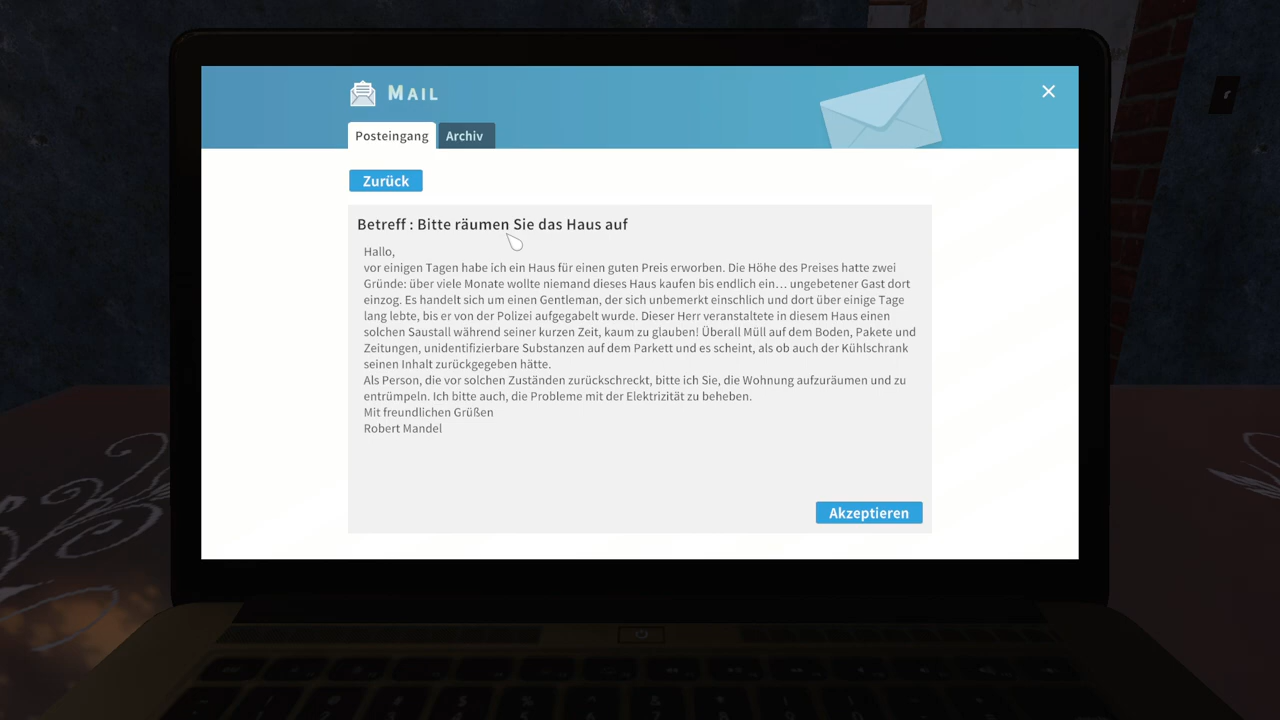 MAIL
Posteingang
Archiv
Zurück
Betreff : Bitte räumen Sie das Haus auf
Hallo,
vor einigen Tagen habe ich ein Haus für einen guten Preis erworben. Die Höhe des Preises hatte zwei
Gründe: über viele Monate wollte niemand dieses Haus kaufen bis endlich ein… ungebetener Gast dort
einzog. Es handelt sich um einen Gentleman, der sich unbemerkt einschlich und dort über einige Tage
lang lebte, bis er von der Polizei aufgegabelt wurde. Dieser Herr veranstaltete in diesem Haus einen
solchen Saustall während seiner kurzen Zeit, kaum zu glauben! Überall Müll auf dem Boden, Pakete und
Zeitungen, unidentifizierbare Substanzen auf dem Parkett und es scheint, als ob auch der Kühlschrank
seinen Inhalt zurückgegeben hätte.
Als Person, die vor solchen Zuständen zurückschreckt, bitte ich Sie, die Wohnung aufzuräumen und zu
entrümpeln. Ich bitte auch, die Probleme mit der Elektrizität zu beheben.
Mit freundlichen Grüßen
Robert Mandel
Akzeptieren